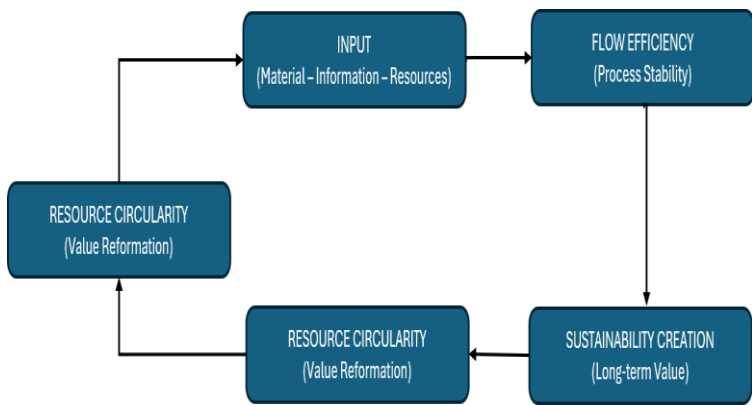 INPUT
(Material – Information – Resources)
FLOW EFFICIENCY
(Process Stability)
RESOURCE CIRCULARITY
(Value Reformation)
RESOURCE CIRCULARITY
(Value Reformation)
SUSTAINABILITY CREATION
(Long-term Value)